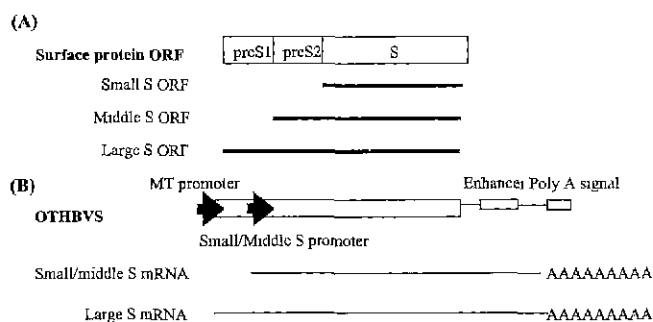 (A)
Surface protein ORF preS1 preS2 S
Small S ORF
Middle S ORF
Large S ORF
(B)
MT promoter Enhancer Poly A signal
OTHBVS
Small/Middle S promoter
Small/middle S mRNA AAAAAAAAA
Large S mRNA AAAAAAAAA